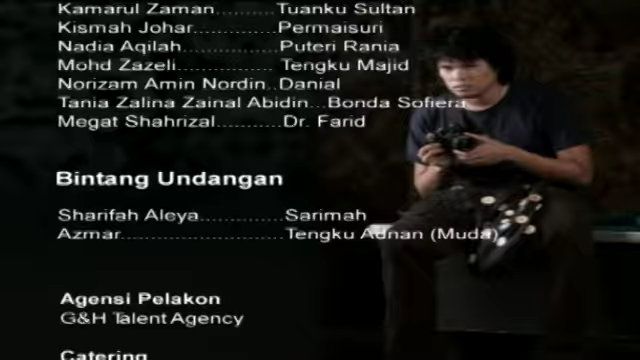 Kamarul Zaman..........Tuanku Sultan
Kismah Johar..............Permaisuri
Nadia Aqilah................Puteri Rania
Mohd Zazeli................ Tengku Majid
Norizam Amin Nordin..Danial
Tania Zalina Zainal Abidin...Bonda Sofiera
Megat Shahrizal...........Dr. Farid
Bintang Undangan
Sharifah Aleya..............Sarimah
Azmar...........................Tengku Adnan (Muda)
Agensi Pelakon
G&H Talent Agency
Catering